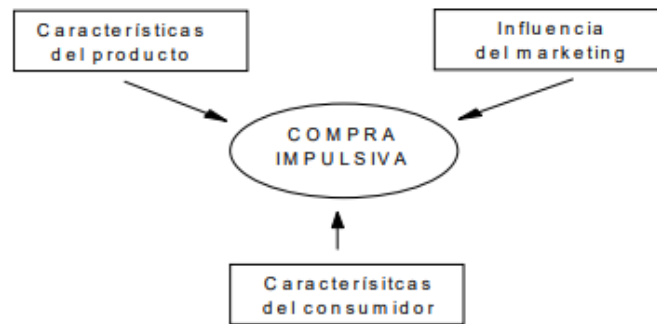 Características
del producto
Influencia
del marketing
COMPRA
IMPULSIVA
Caracterísitcas
del consumidor